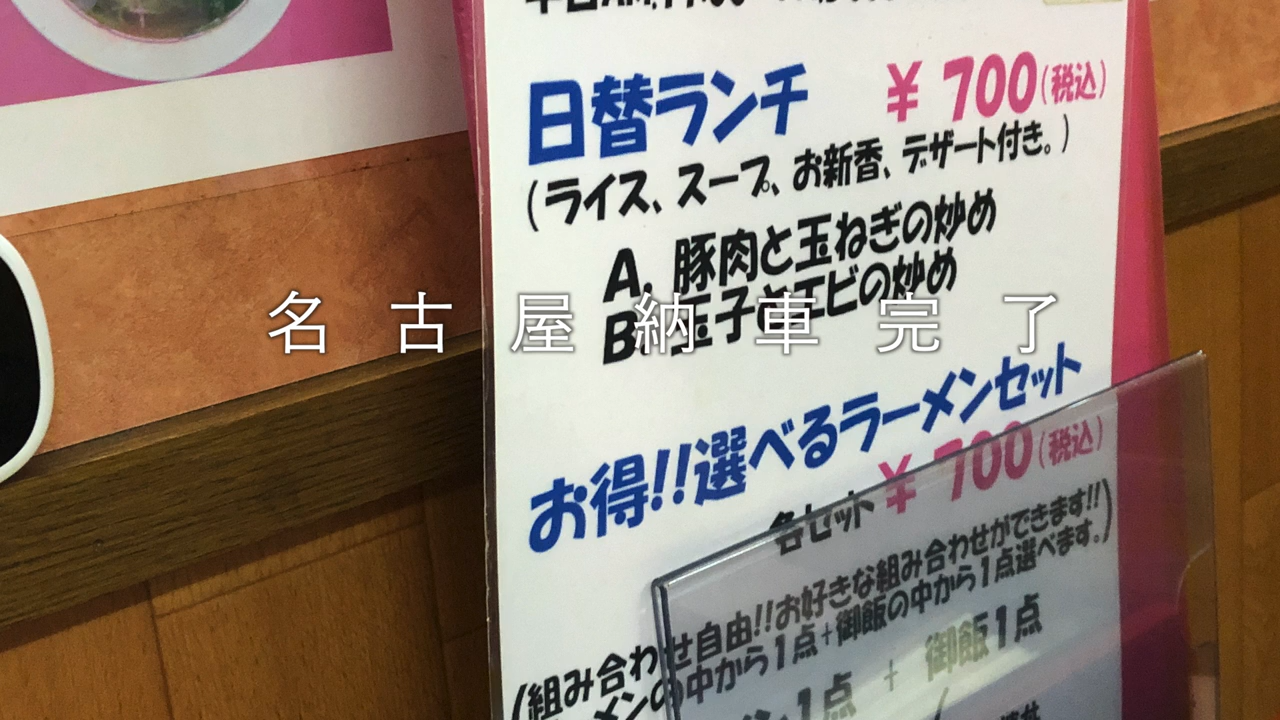 日替ランチ ¥700(税込)
(ライス、スープ、お新香、デザート付き。)
A. 豚肉と玉ねぎの炒め
B. 玉子とエビの炒め
名古屋納車完了
お得!!選べるラーメンセット
各セット ¥700(税込)
(組み合わせ自由!!お好きな組み合わせができます!!
メンの中から1点+御飯の中から1点選べます。)
1点 + 御飯1点